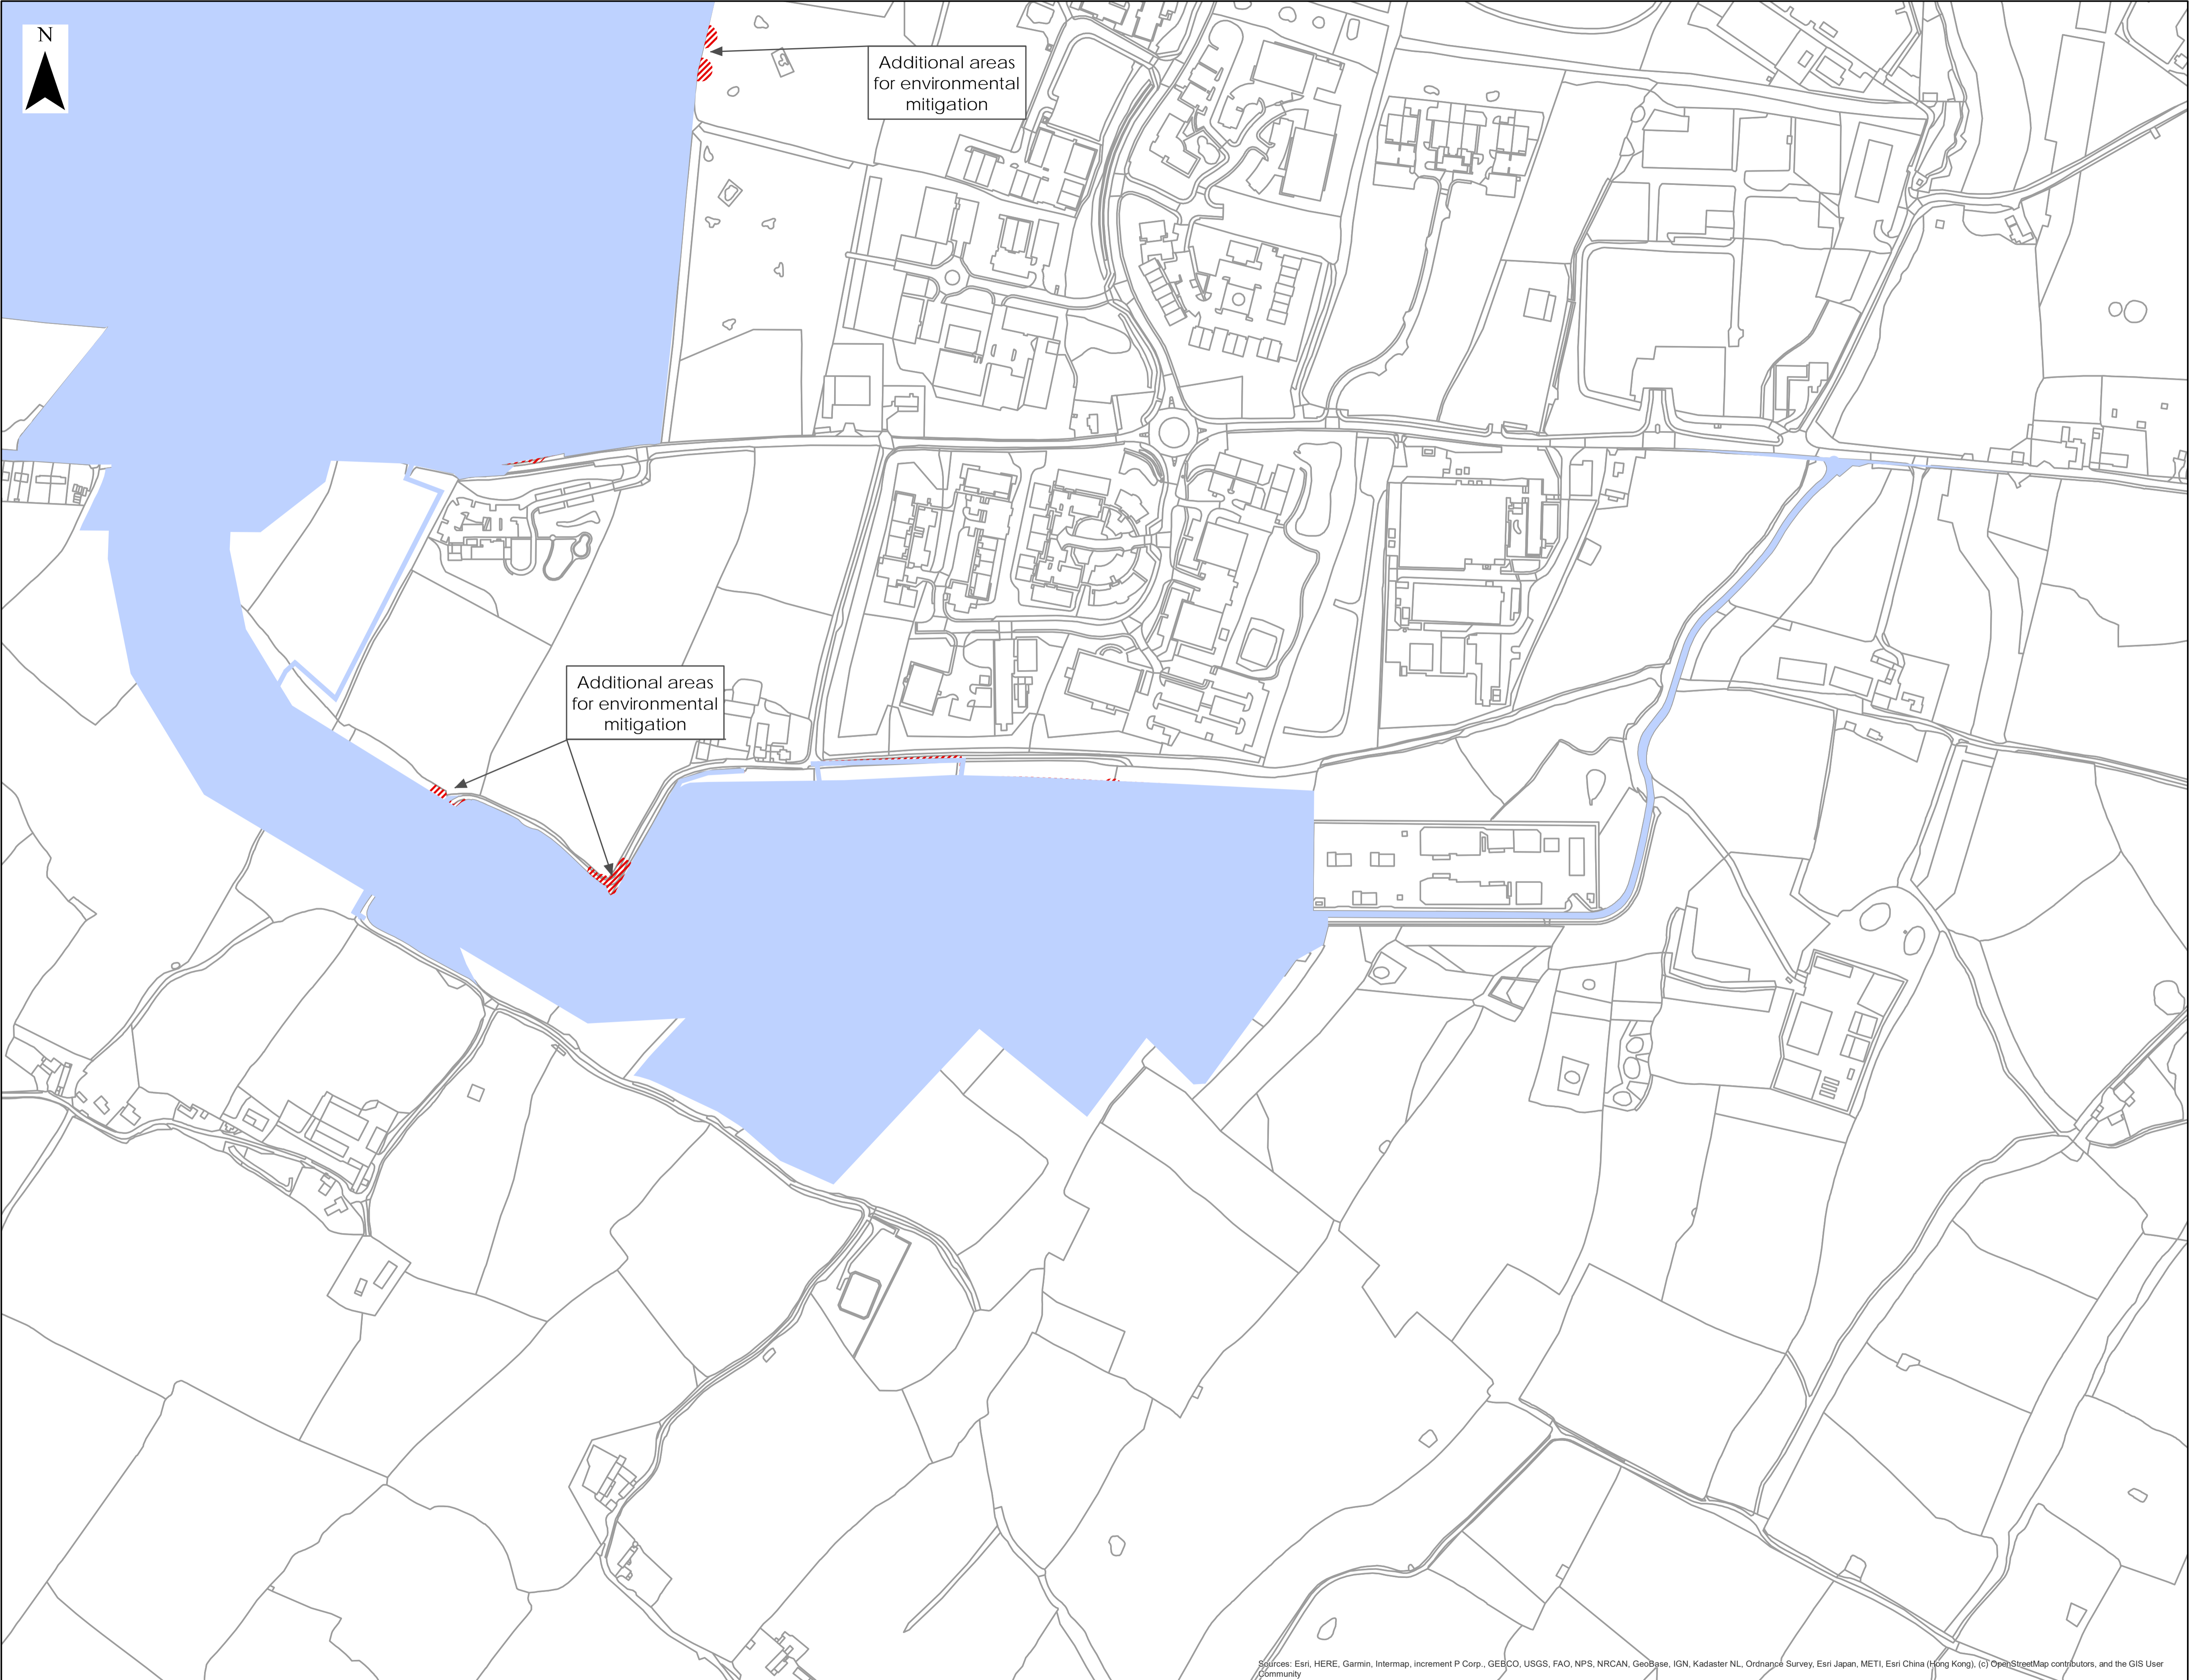 N
Additional areas
for environmental
mitigation
Additional areas
for environmental
mitigation
Sources: Esri, HERE, Garmin, Intermap, increment P Corp., GEBCO, USGS, FAO, NPS, NRCAN, GeoBase, IGN, Kadaster NL, Ordnance Survey, Esri Japan, METI, Esri China (Hong Kong), (c) OpenStreetMap contributors, and the GIS User
Community